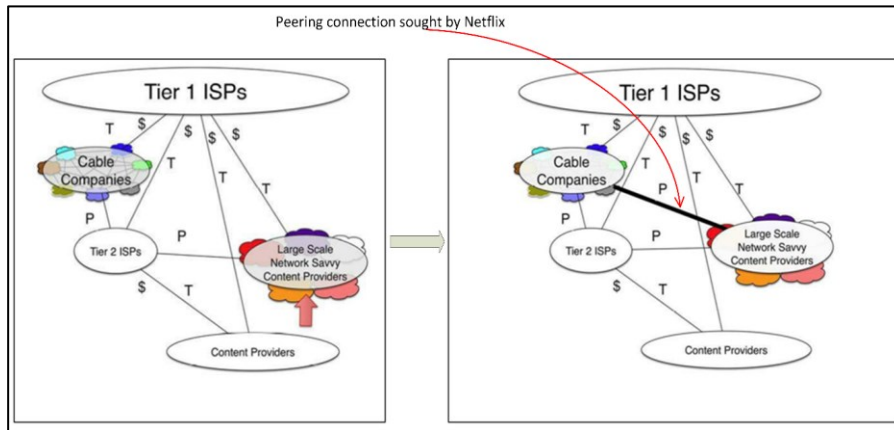 Peering connection sought by Netflix
Tier 1 ISPs
T $ $ $ $
T T T
Cable
Companies
P
Tier 2 ISPs
P
Large Scale
Network Savvy
Content Providers
$ T
Content Providers
Tier 1 ISPs
T $ $ $ $
T T T
Cable
Companies
P
P
Tier 2 ISPs
P
Large Scale
Network Savvy
Content Providers
$ T
Content Providers